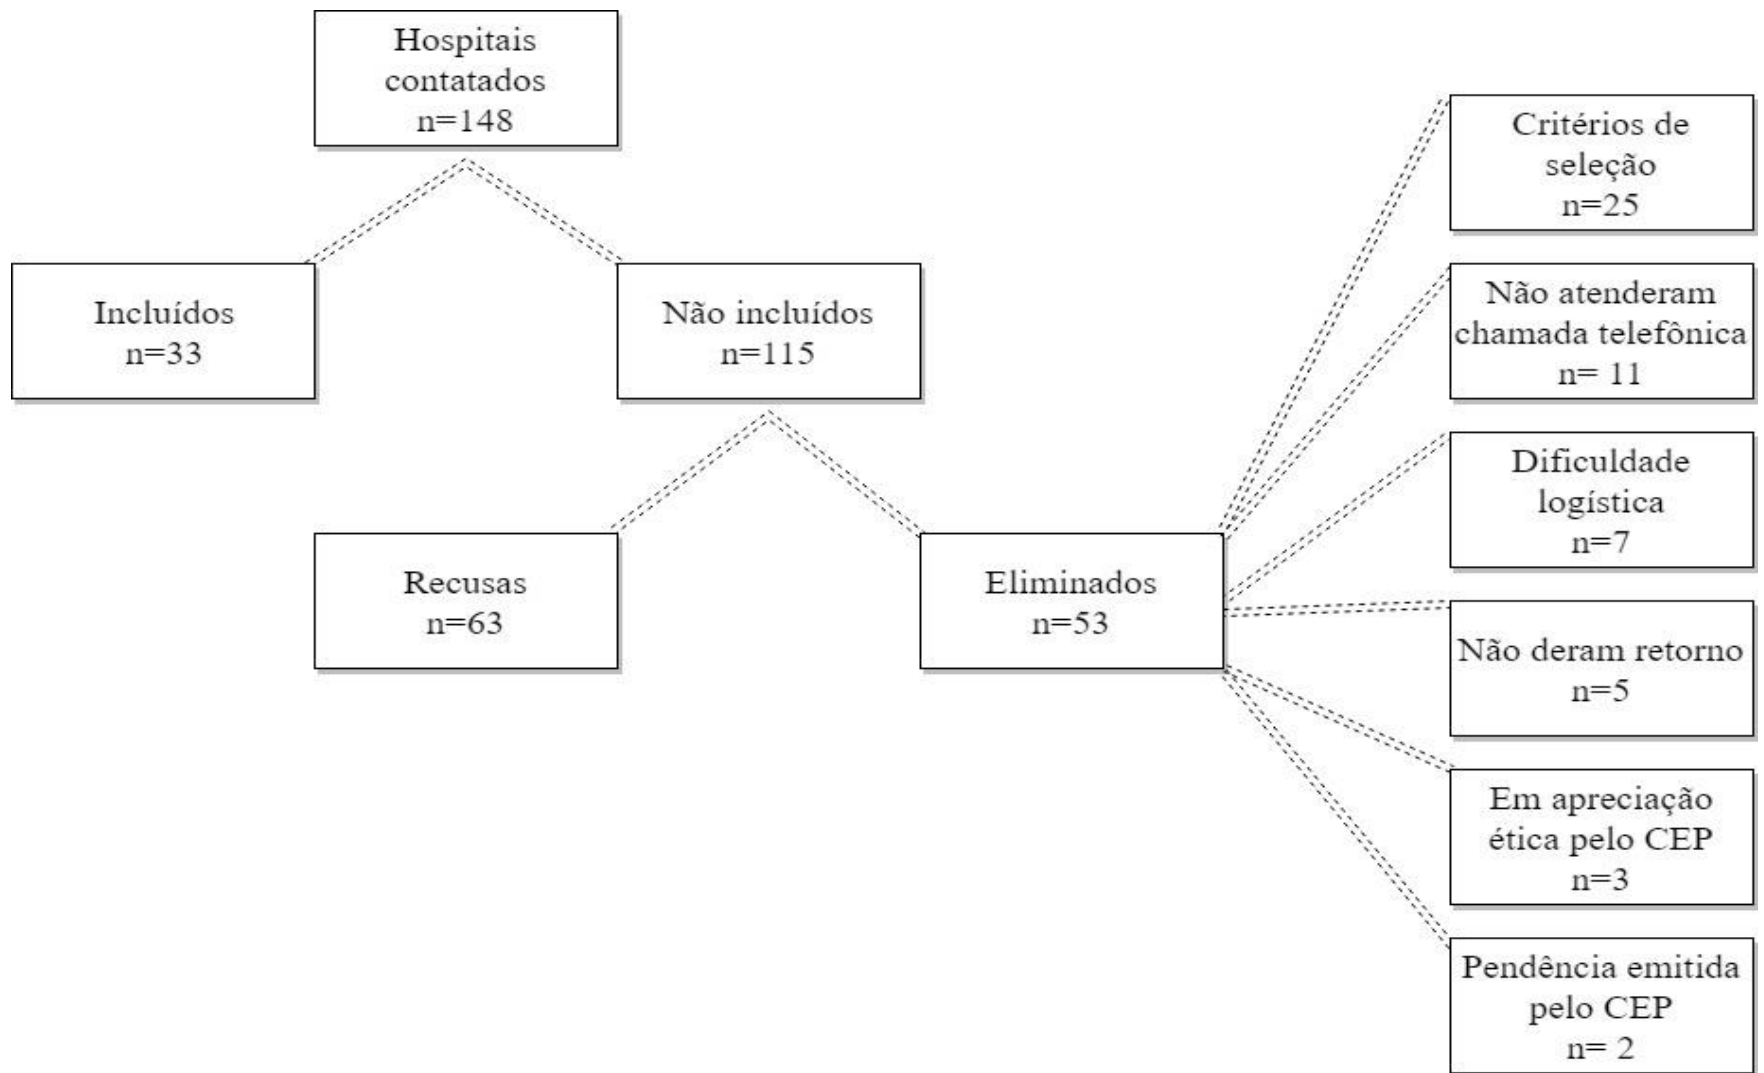 Hospitais
contatados
n=148
Incluídos
n=33
Não incluídos
n=115
Recusas
n=63
Eliminados
n=53
Critérios de
seleção
n=25
Não atenderam
chamada telefônica
n= 11
Dificuldade
logística
n=7
Não deram retorno
n=5
Em apreciação
ética pelo CEP
n=3
Pendência emitida
pelo CEP
n= 2